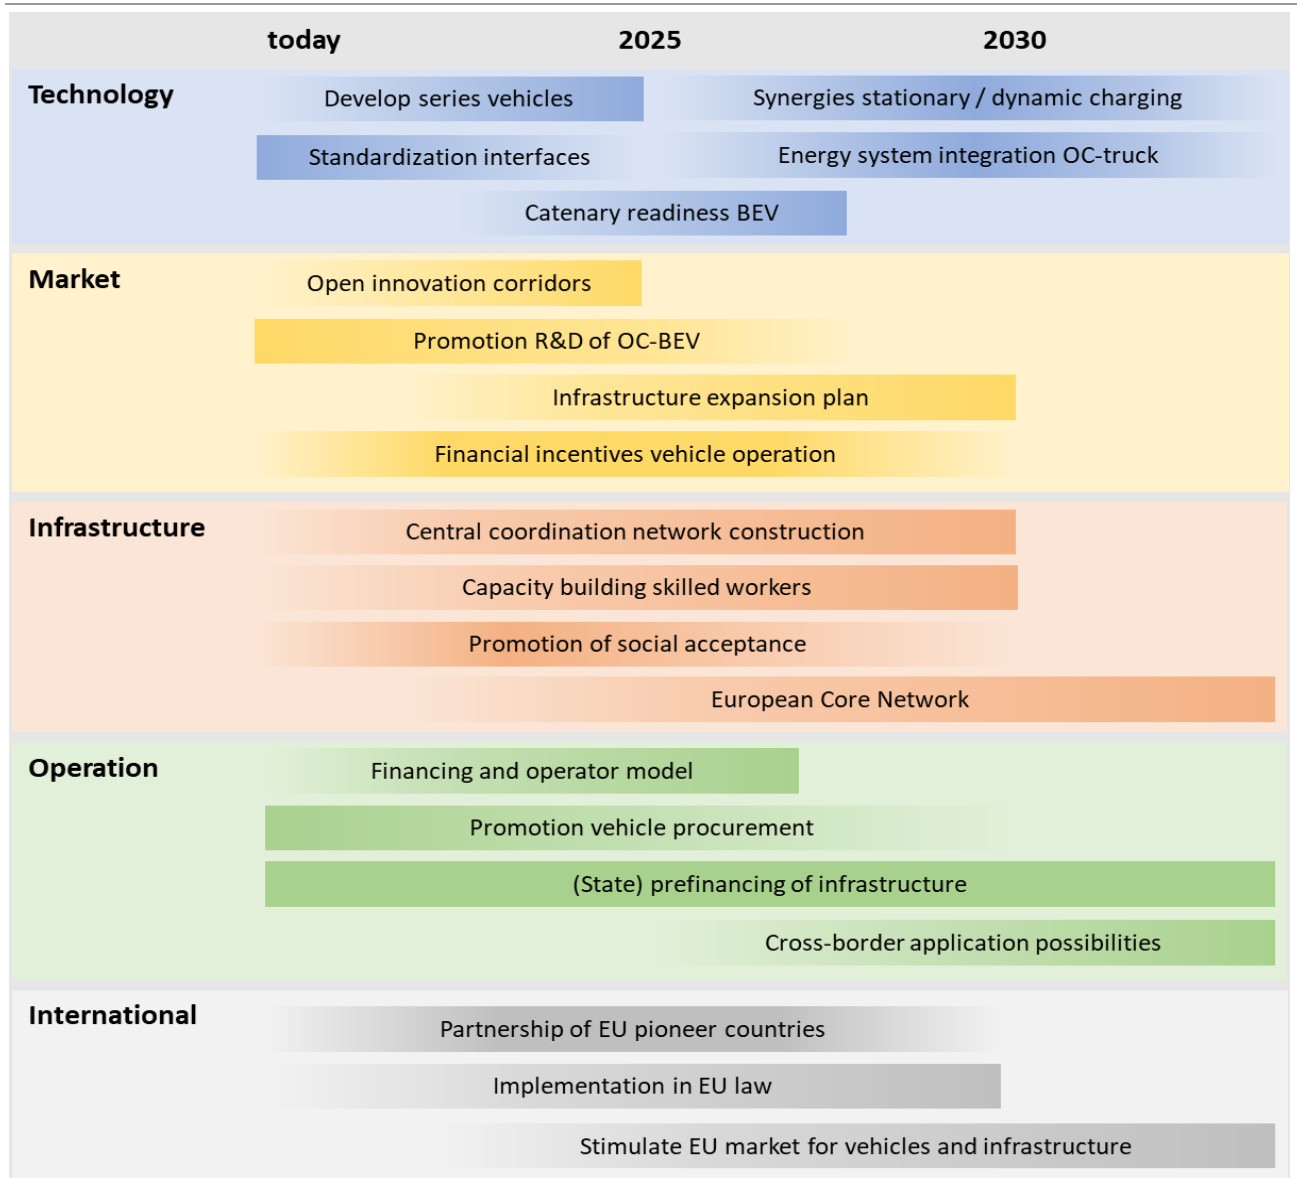 today 2025 2030
Technology
Develop series vehicles
Synergies stationary / dynamic charging
Standardization interfaces
Energy system integration OC-truck
Catenary readiness BEV
Market
Open innovation corridors
Promotion R&D of OC-BEV
Infrastructure expansion plan
Financial incentives vehicle operation
Infrastructure
Central coordination network construction
Capacity building skilled workers
Promotion of social acceptance
European Core Network
Operation
Financing and operator model
Promotion vehicle procurement
(State) prefinancing of infrastructure
Cross-border application possibilities
International
Partnership of EU pioneer countries
Implementation in EU law
Stimulate EU market for vehicles and infrastructure